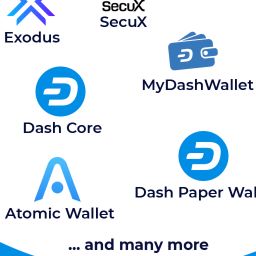 SecuX
SecuX
Exodus
MyDashWallet
Dash Core
Dash Paper Wal
Atomic Wallet
... and many more